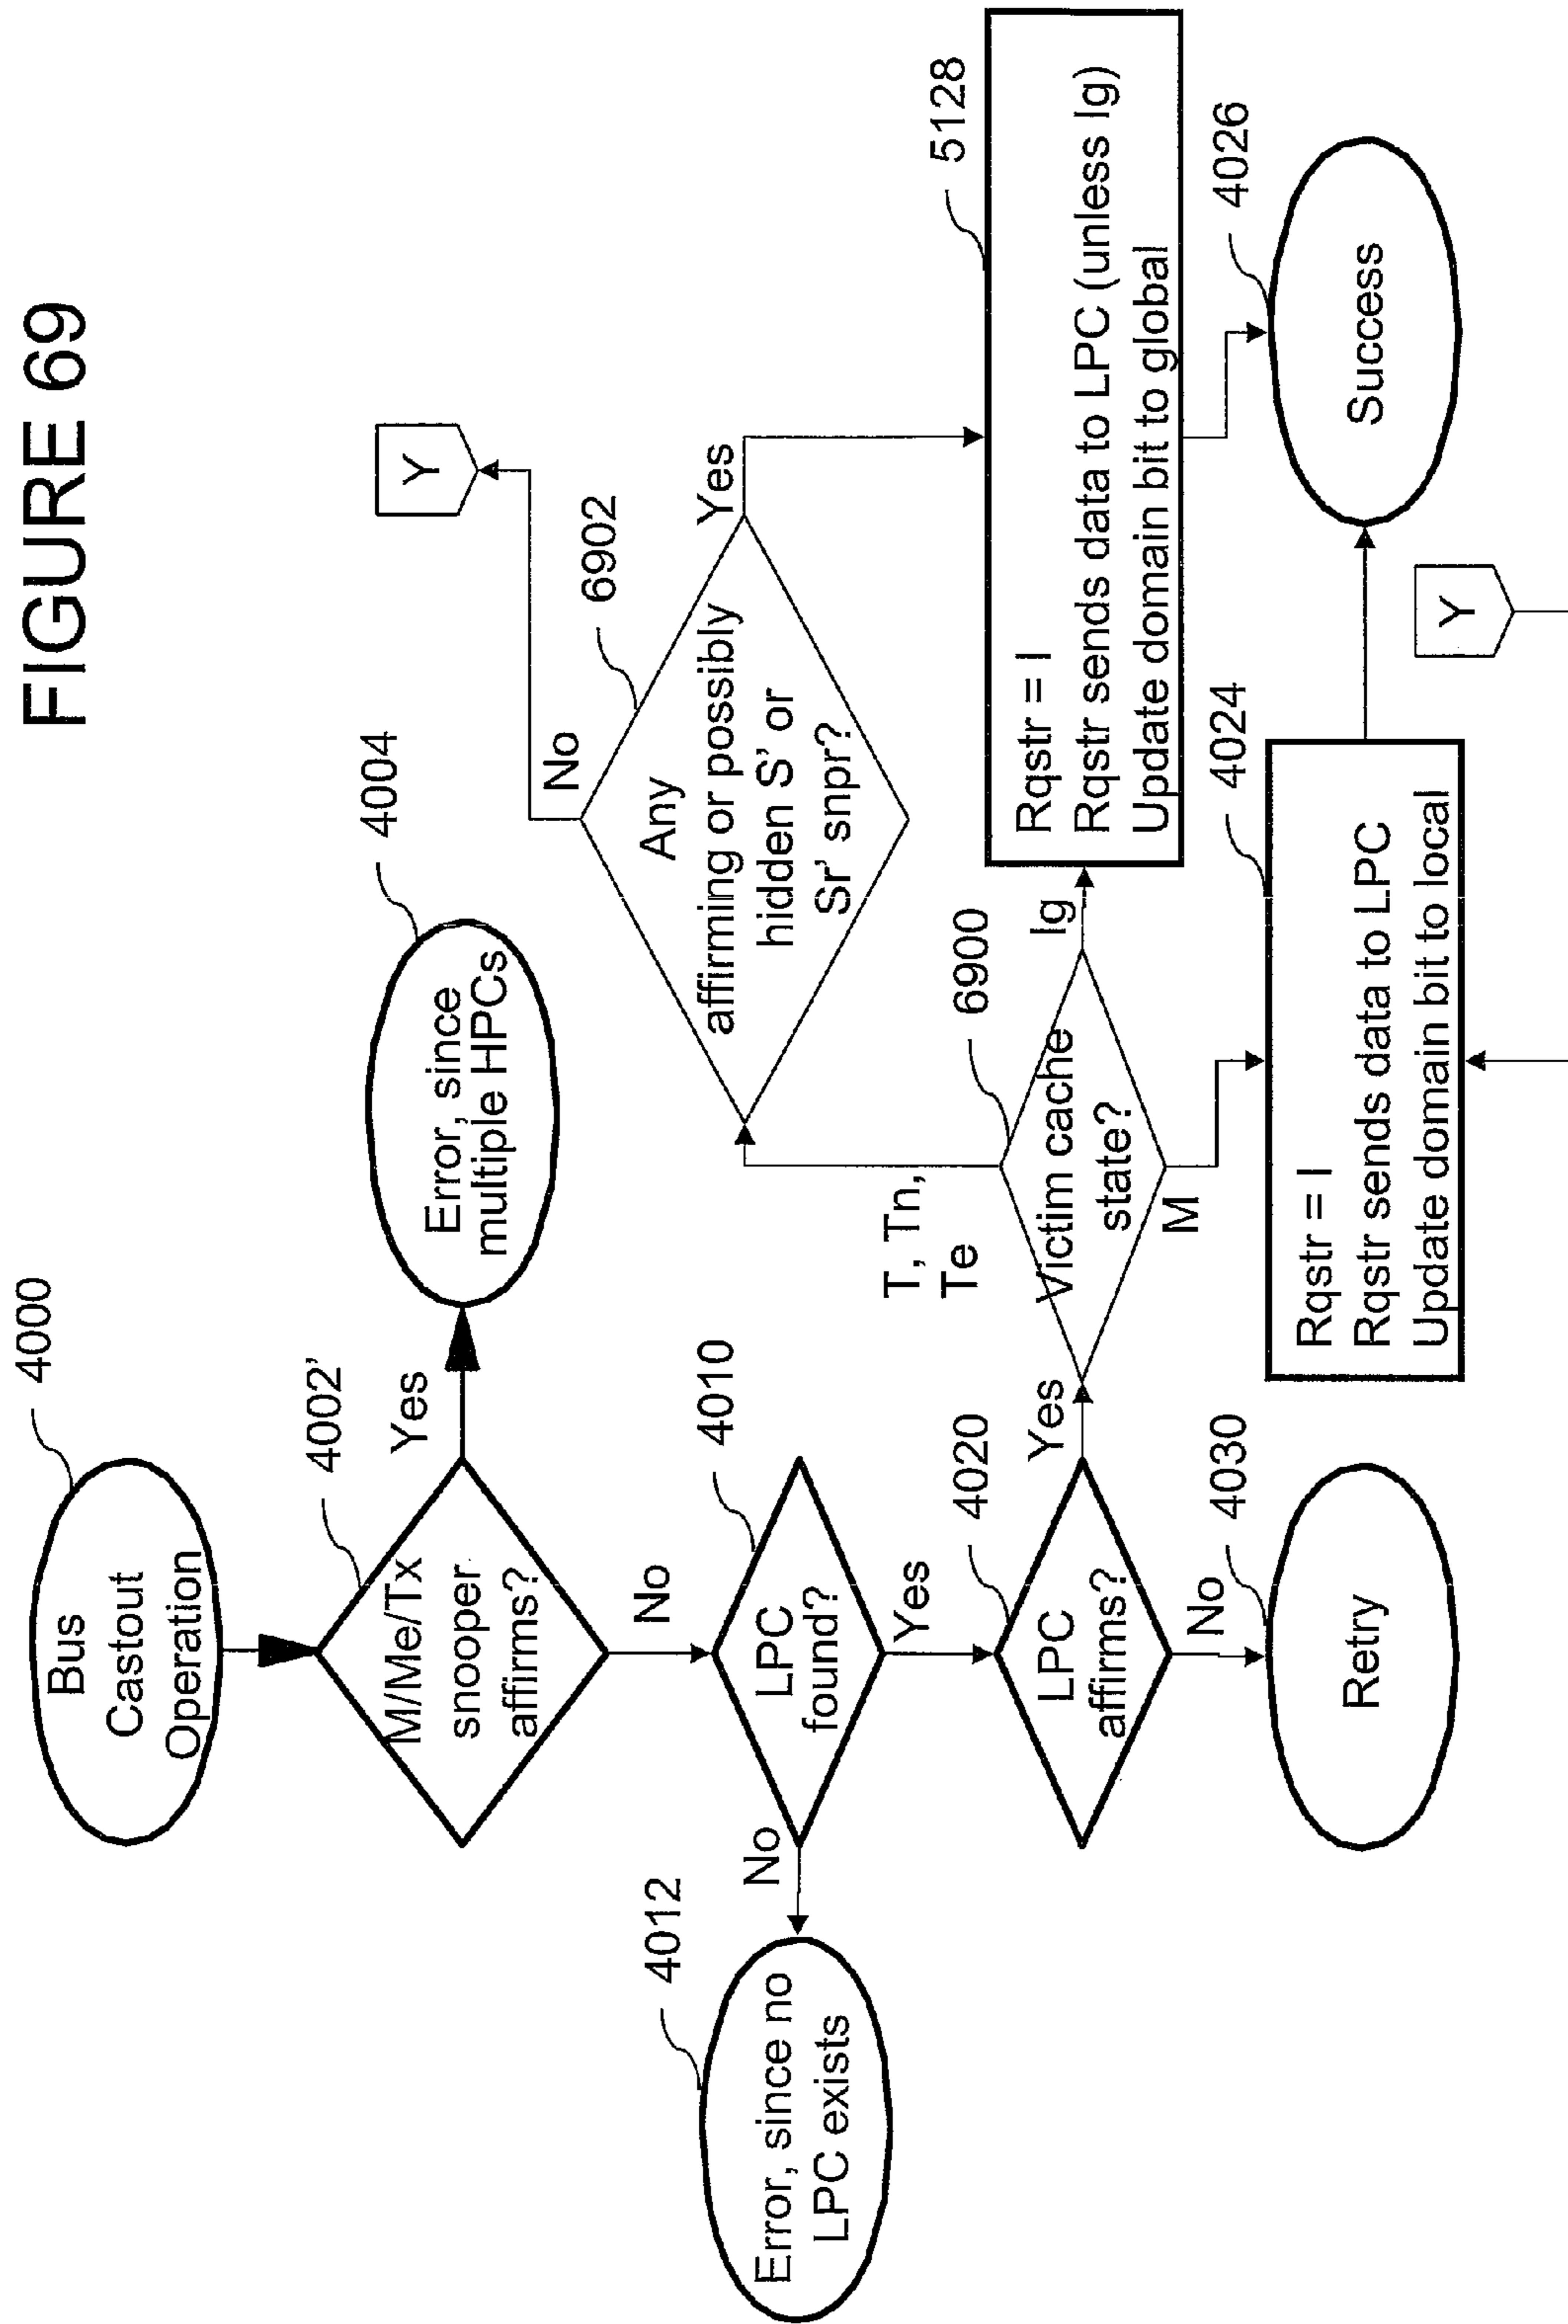 FIGURE 69
4000
Bus
Castout
Operation
4002'
M/Me/Tx
snooper
affirms?
Yes
4004
Error, since
multiple HPCs
No
4010
LPC
found?
No
4012
Error, since no
LPC exists
Yes
4020
LPC
affirms?
No
4030
Retry
Yes
6900
Victim cache
state?
T, Tn,
Te
M
Ig
6902
Any
affirming or possibly
hidden S' or
Sr' snpr?
No
Y
Yes
5128
Rqstr = I
Rqstr sends data to LPC (unless Ig)
Update domain bit to global
4024
Rqstr = I
Rqstr sends data to LPC
Update domain bit to local
Y
4026
Success